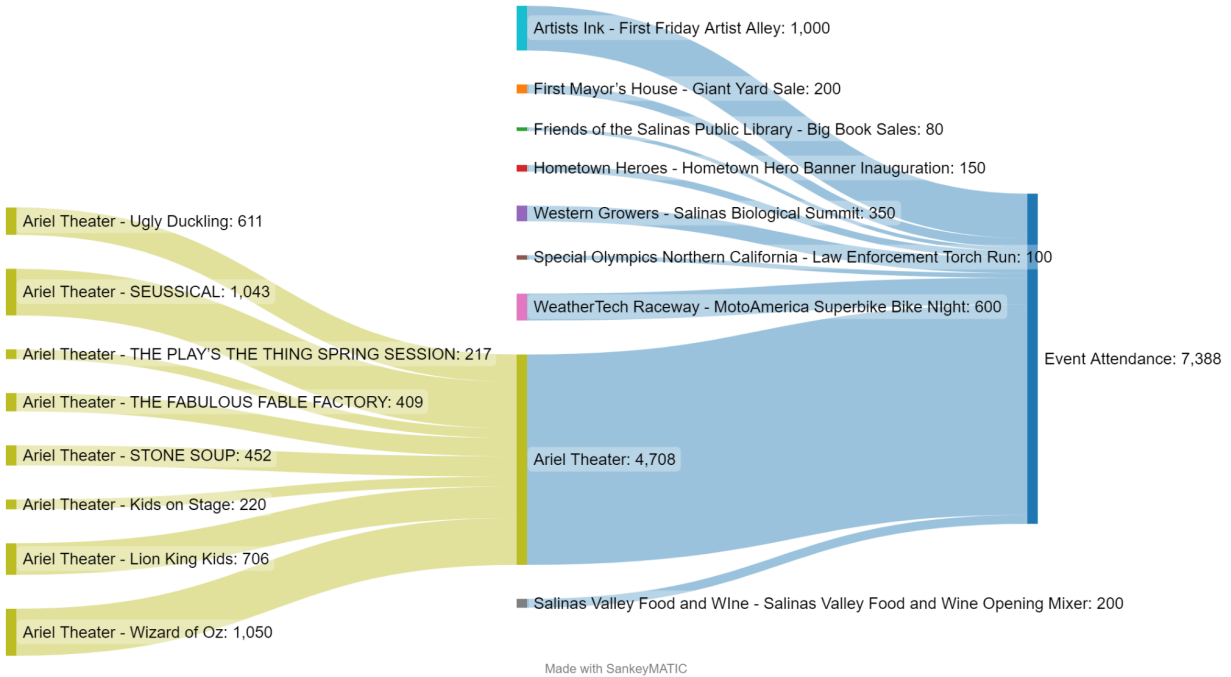 Artists Ink - First Friday Artist Alley: 1,000
First Mayor’s House - Giant Yard Sale: 200
Friends of the Salinas Public Library - Big Book Sales: 80
Hometown Heroes - Hometown Hero Banner Inauguration: 150
Western Growers - Salinas Biological Summit: 350
Special Olympics Northern California - Law Enforcement Torch Run: 100
WeatherTech Raceway - MotoAmerica Superbike Bike NIght: 600
Ariel Theater - Ugly Duckling: 611
Ariel Theater - SEUSSICAL: 1,043
Ariel Theater - THE PLAY’S THE THING SPRING SESSION: 217
Ariel Theater - THE FABULOUS FABLE FACTORY: 409
Ariel Theater - STONE SOUP: 452
Ariel Theater - Kids on Stage: 220
Ariel Theater - Lion King Kids: 706
Ariel Theater - Wizard of Oz: 1,050
Ariel Theater: 4,708
Event Attendance: 7,388
Salinas Valley Food and WIne - Salinas Valley Food and Wine Opening Mixer: 200
Made with SankeyMATIC